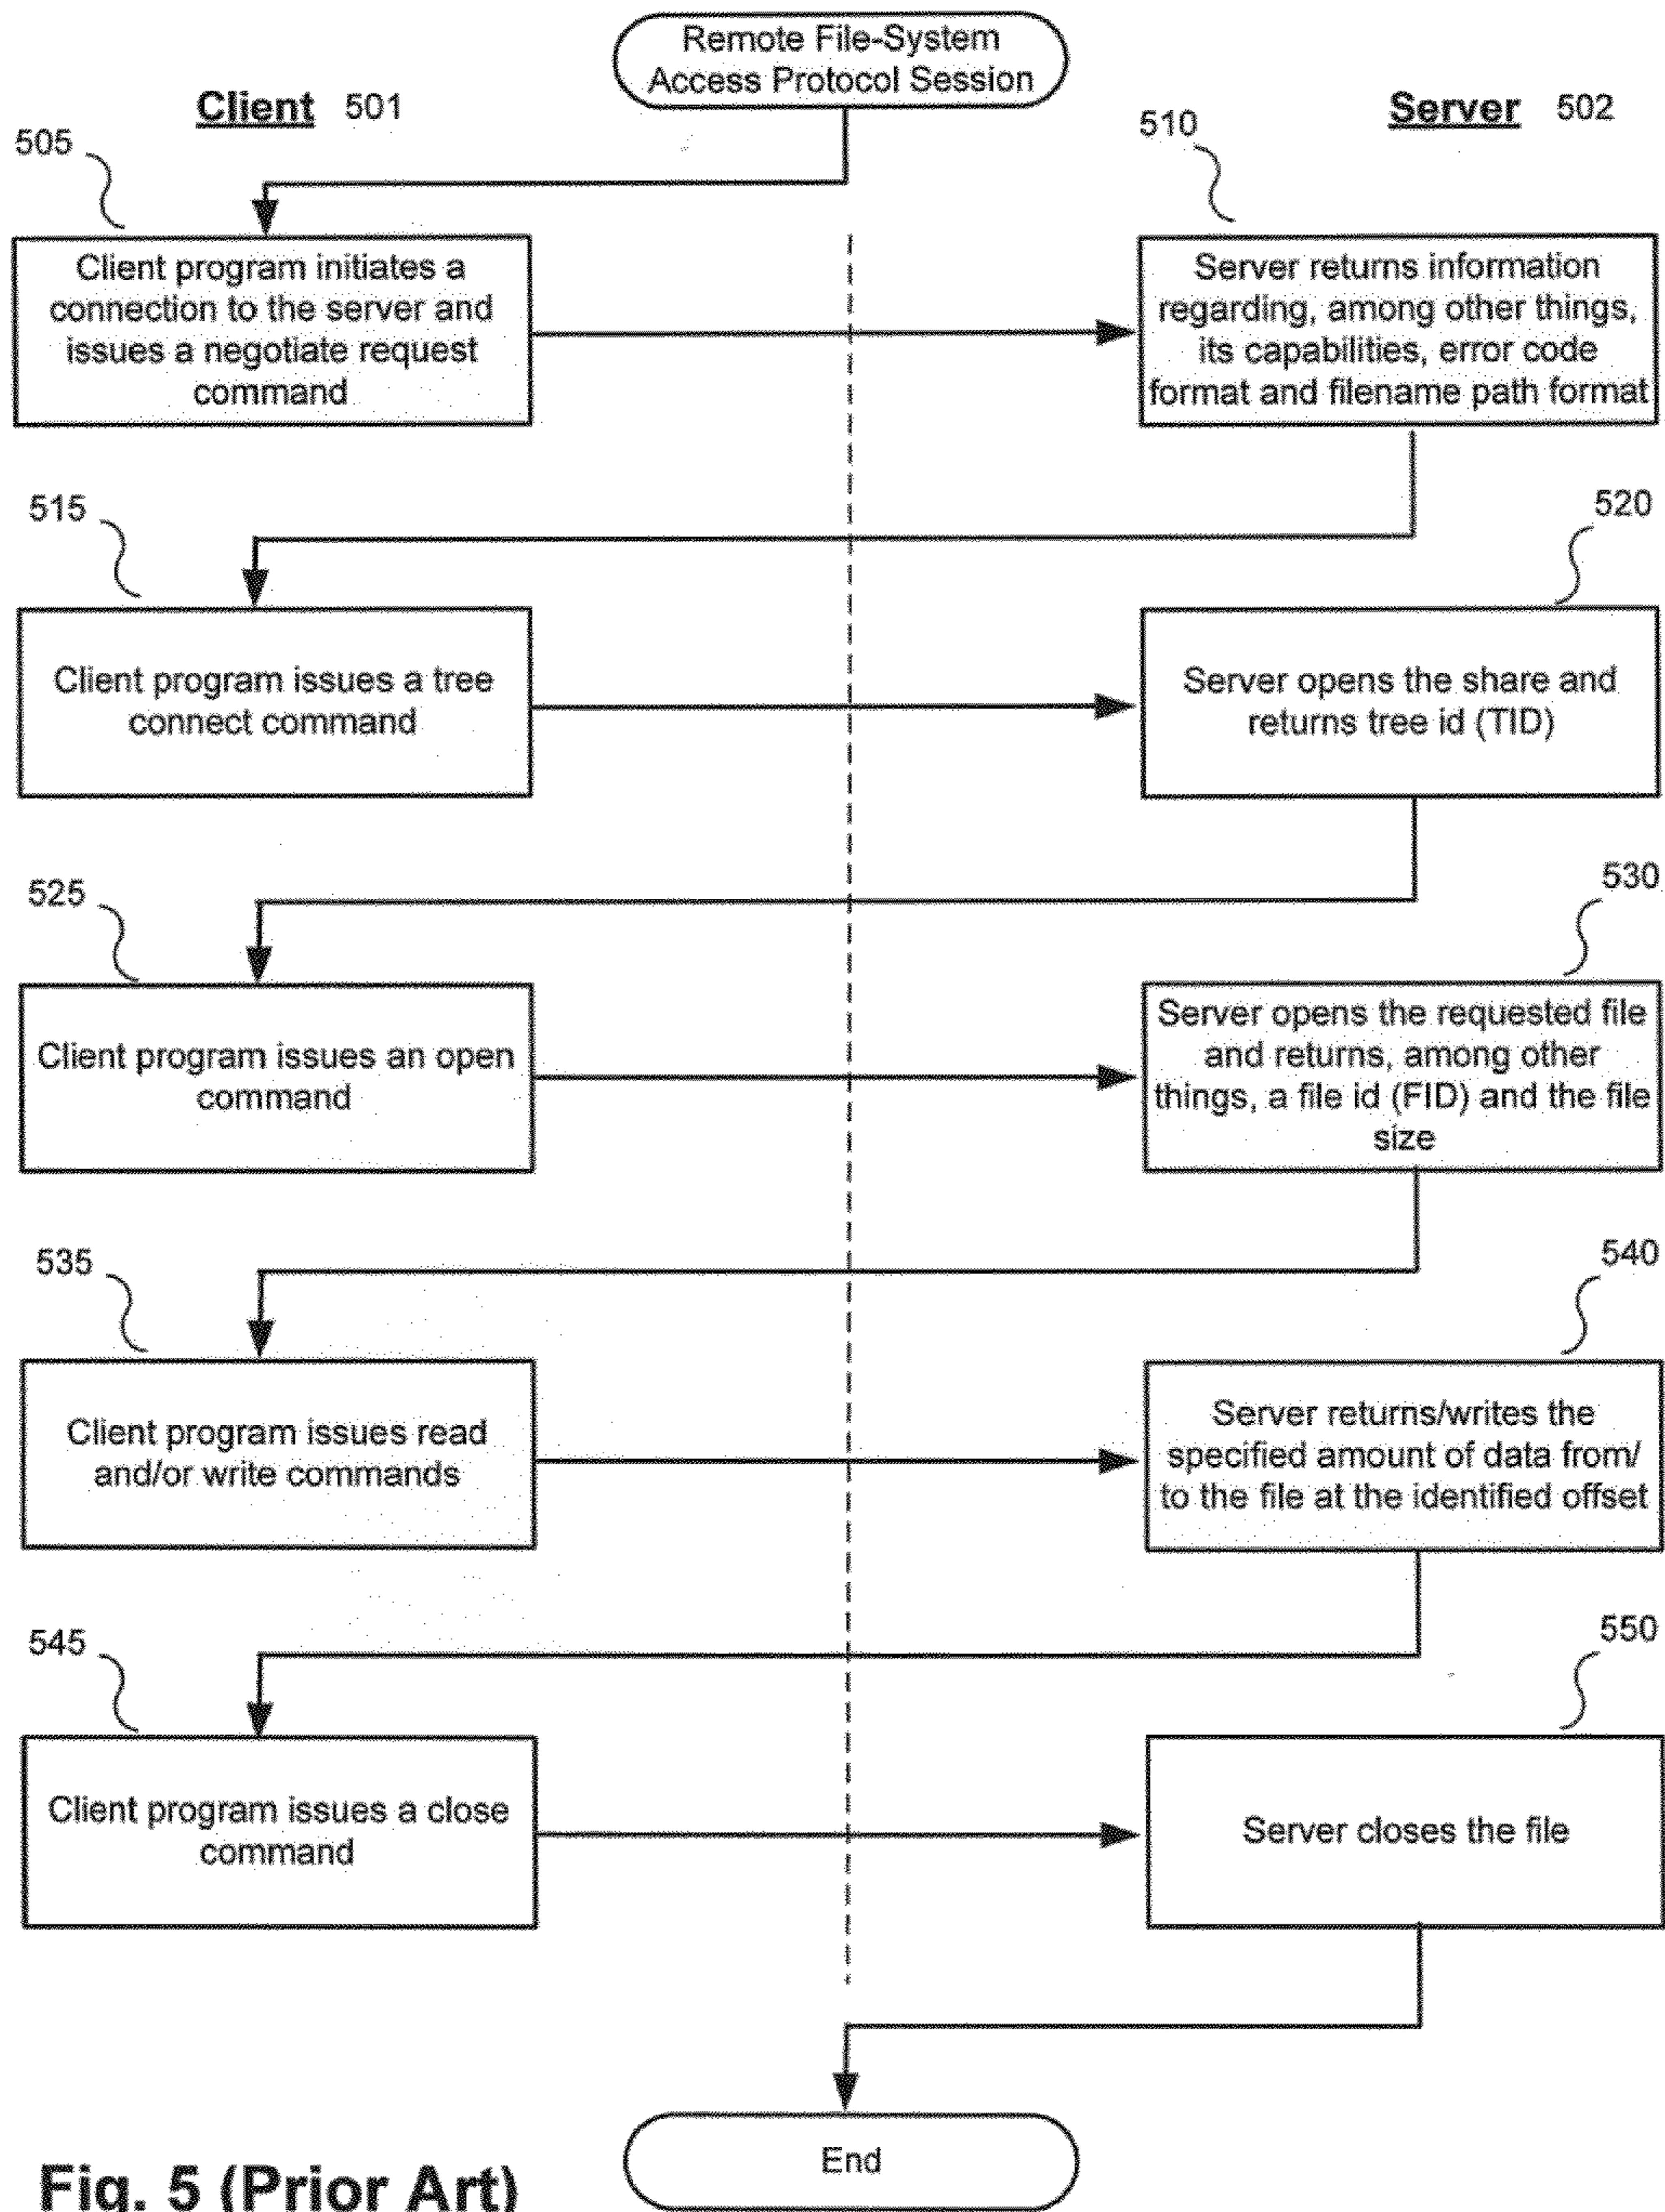 Remote File-System
Access Protocol Session
Client 501
Server 502
505
510
Client program initiates a
connection to the server and
issues a negotiate request
command
Server returns information
regarding, among other things,
its capabilities, error code
format and filename path format
515
520
Client program issues a tree
connect command
Server opens the share and
returns tree id (TID)
525
530
Client program issues an open
command
Server opens the requested file
and returns, among other
things, a file id (FID) and the file
size
535
540
Client program issues read
and/or write commands
Server returns/writes the
specified amount of data from/
to the file at the identified offset
545
550
Client program issues a close
command
Server closes the file
End
Fig. 5 (Prior Art)